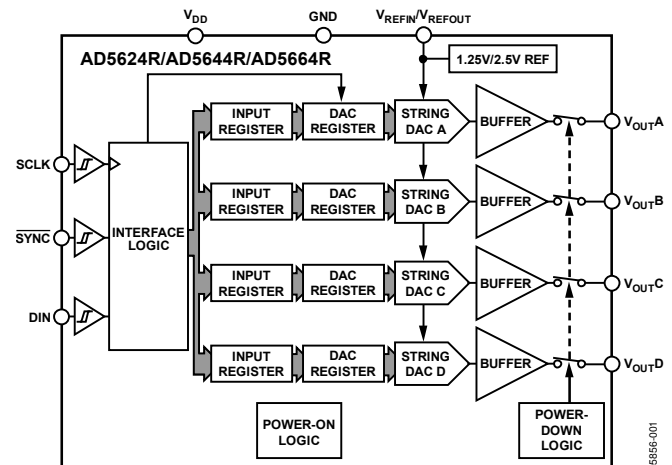 VDD
GND
VREFIN/VREFOUT
AD5624R/AD5644R/AD5664R
1.25V/2.5V REF
INPUT
REGISTER
DAC
REGISTER
STRING
DAC A
BUFFER
VOUTA
SCLK
INPUT
REGISTER
DAC
REGISTER
STRING
DAC B
BUFFER
VOUTB
SYNC
INTERFACE
LOGIC
INPUT
REGISTER
DAC
REGISTER
STRING
DAC C
BUFFER
VOUTC
DIN
INPUT
REGISTER
DAC
REGISTER
STRING
DAC D
BUFFER
VOUTD
POWER-ON
LOGIC
POWER-
DOWN
LOGIC
5856-001